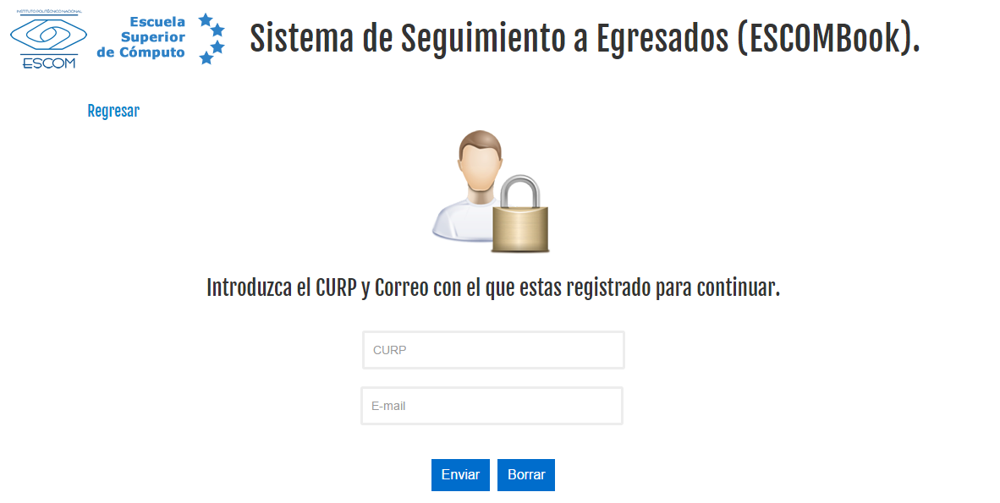 INSTITUTO POLITÉCNICO NACIONAL
ESCOM
Escuela
Superior
de Cómputo
Sistema de Seguimiento a Egresados (ESCOMBook).
Regresar
Introduzca el CURP y Correo con el que estas registrado para continuar.
CURP
E-mail
Enviar Borrar